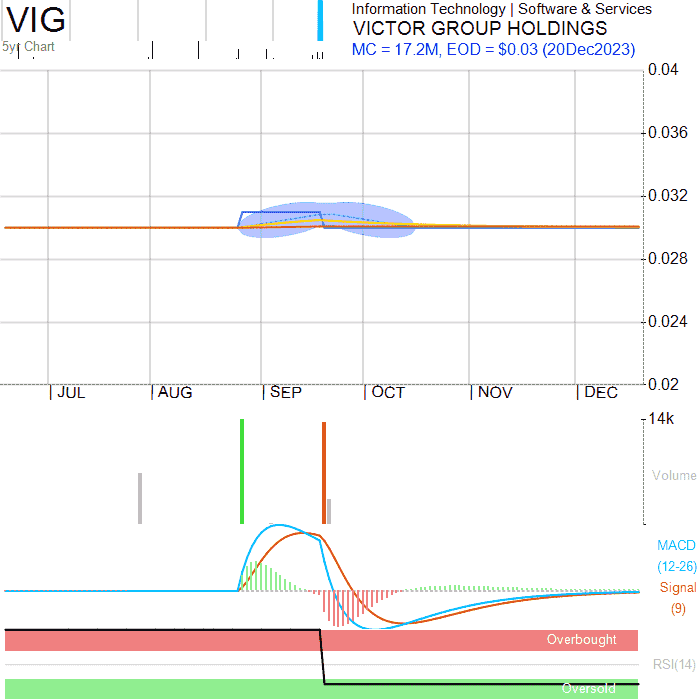 VIG
Information Technology | Software & Services
VICTOR GROUP HOLDINGS
5yr Chart
MC = 17.2M, EOD = $0.03 (20Dec2023)
0.04
0.036
0.032
0.028
0.024
0.02
JUL AUG SEP OCT NOV DEC
14k
Volume
MACD
(12-26)
Signal
(9)
Overbought
RSI(14)
Oversold